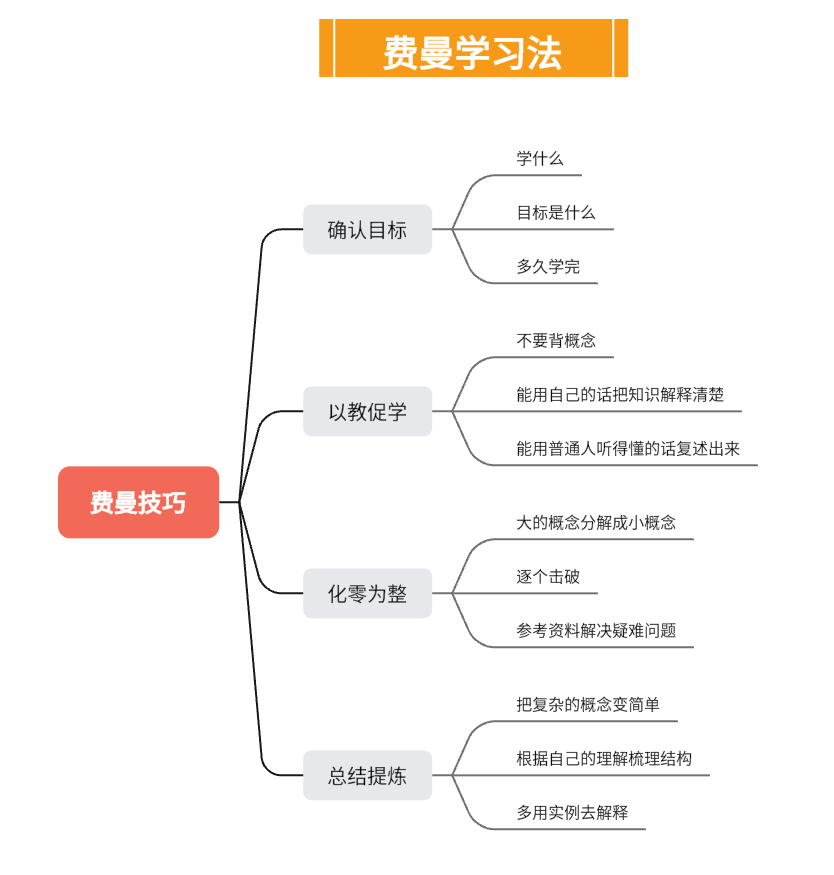 费曼学习法
费曼技巧
确认目标
学什么
目标是什么
多久学完
以教促学
不要背概念
能用自己的话把知识解释清楚
能用普通人听得懂的话复述出来
化零为整
大的概念分解成小概念
逐个击破
参考资料解决疑难问题
总结提炼
把复杂的概念变简单
根据自己的理解梳理结构
多用实例去解释